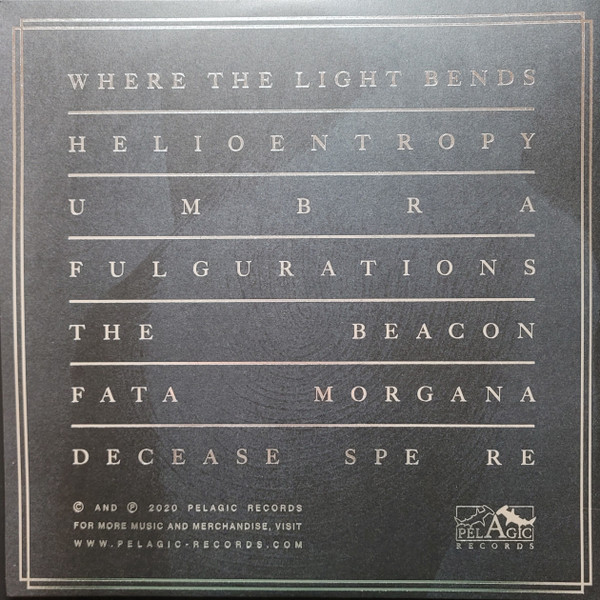 WHERE THE LIGHT BENDS
HELIOENTROPY
UMBRA
FULGURATIONS
THE BEACON
FATA MORGANA
DECEASE SPE RE
© AND ℗ 2020 PELAGIC RECORDS
FOR MORE MUSIC AND MERCHANDISE, VISIT
WWW.PELAGIC-RECORDS.COM
PELAGIC
RECORDS